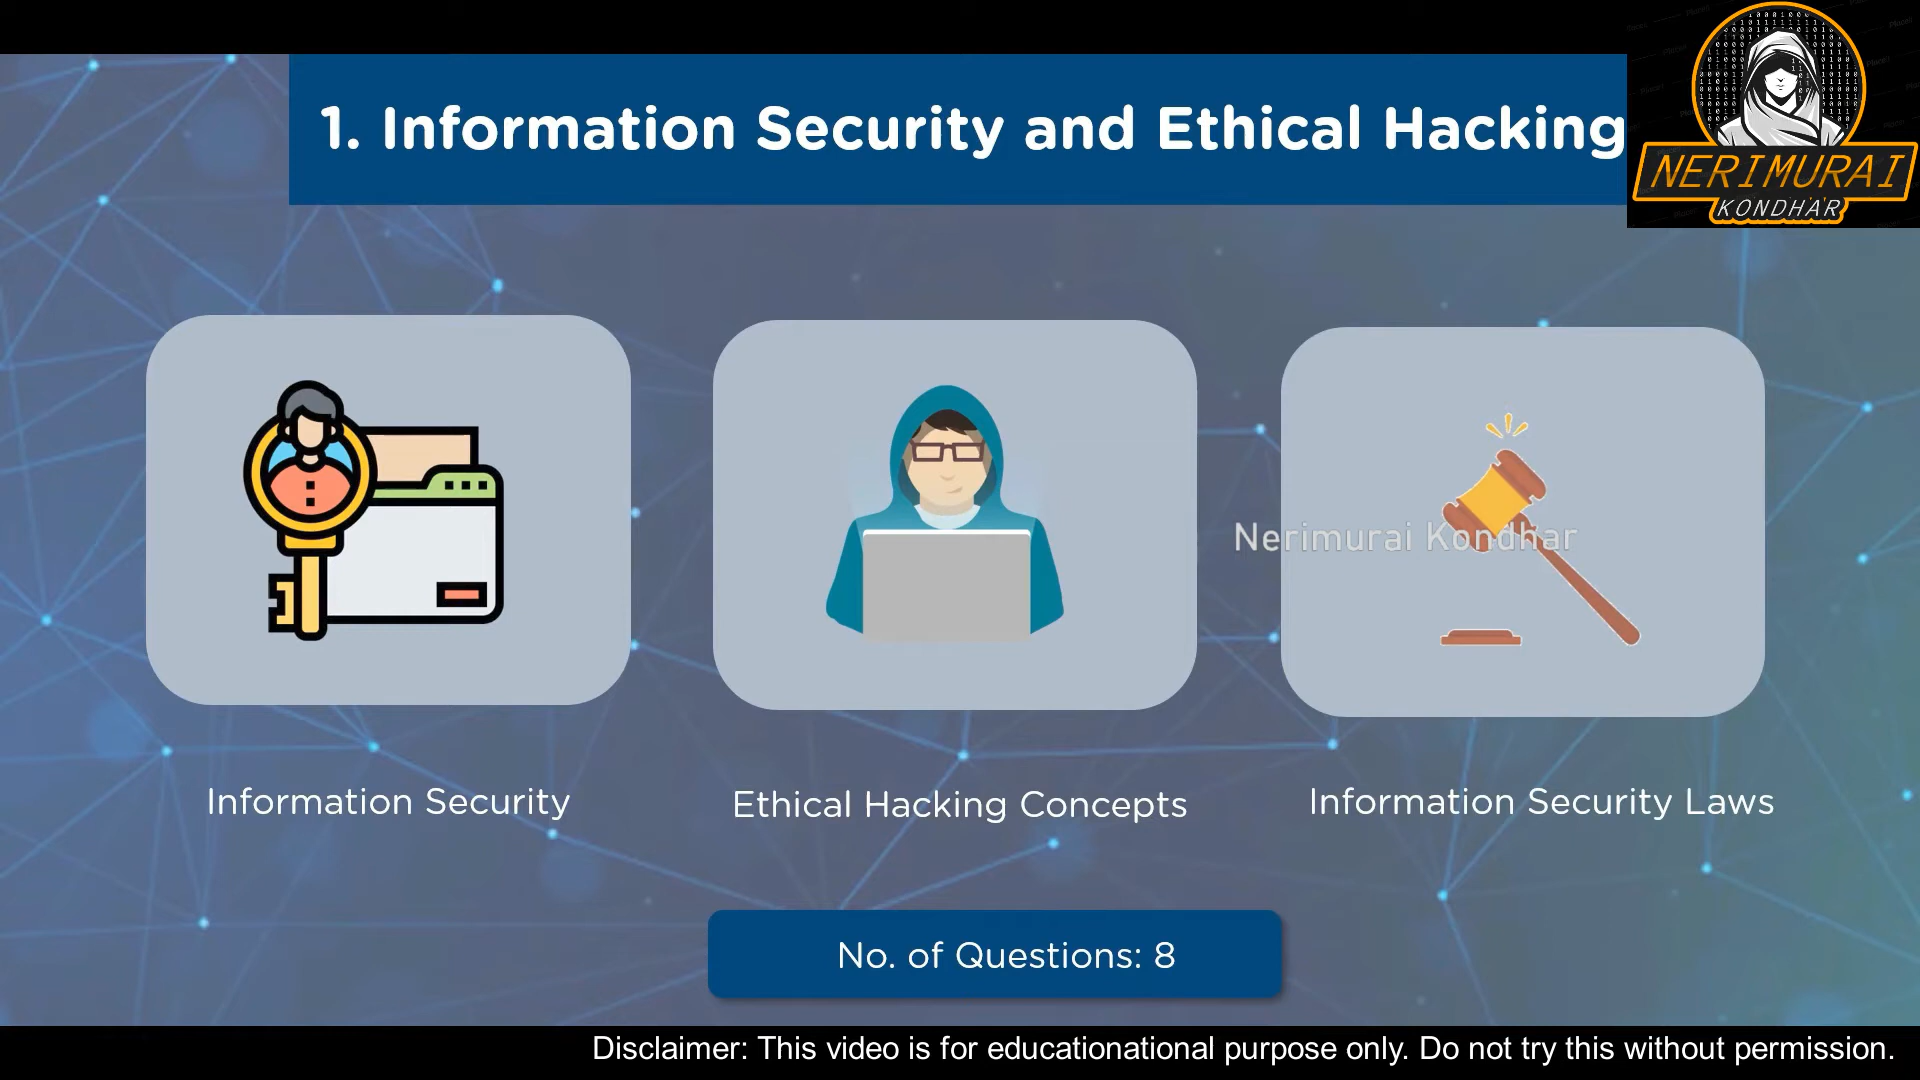 1. Information Security and Ethical Hacking
NERIMURAI
KONDHAR
Nerimurai Kondhar
Information Security
Ethical Hacking Concepts
Information Security Laws
No. of Questions: 8
Disclaimer: This video is for educationational purpose only. Do not try this without permission.